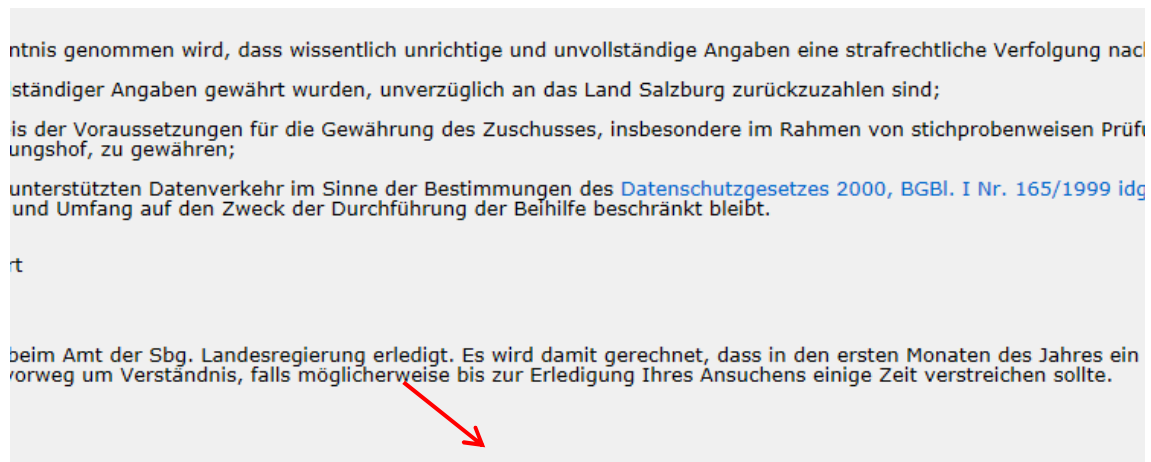 ntnis genommen wird, dass wissentlich unrichtige und unvollständige Angaben eine strafrechtliche Verfolgung nac
ständiger Angaben gewährt wurden, unverzüglich an das Land Salzburg zurückzuzahlen sind;
is der Voraussetzungen für die Gewährung des Zuschusses, insbesondere im Rahmen von stichprobenweisen Prüf
ungshof, zu gewähren;
unterstützten Datenverkehr im Sinne der Bestimmungen des Datenschutzgesetzes 2000, BGBl. I Nr. 165/1999 idg
und Umfang auf den Zweck der Durchführung der Beihilfe beschränkt bleibt.
rt
beim Amt der Sbg. Landesregierung erledigt. Es wird damit gerechnet, dass in den ersten Monaten des Jahres ein
vorweg um Verständnis, falls möglicherweise bis zur Erledigung Ihres Ansuchens einige Zeit verstreichen sollte.